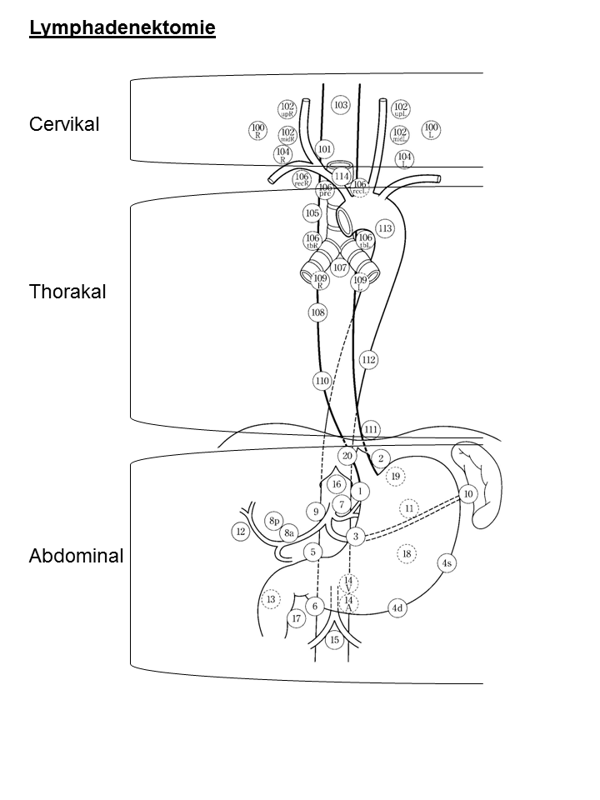 Lymphadenektomie
Cervikal
102
upR
103
102
upL
100
R
102
midR
102
midL
100
L
101
104
R
104
L
106
recR
114
106
pre
106
recL
Thorakal
105
113
106
tbR
106
tbL
107
109
R
109
L
108
112
110
111
Abdominal
20
2
19
16
1
10
7
11
9
8p
12
8a
3
5
18
4s
14
V
13
14
A
6
4d
17
15